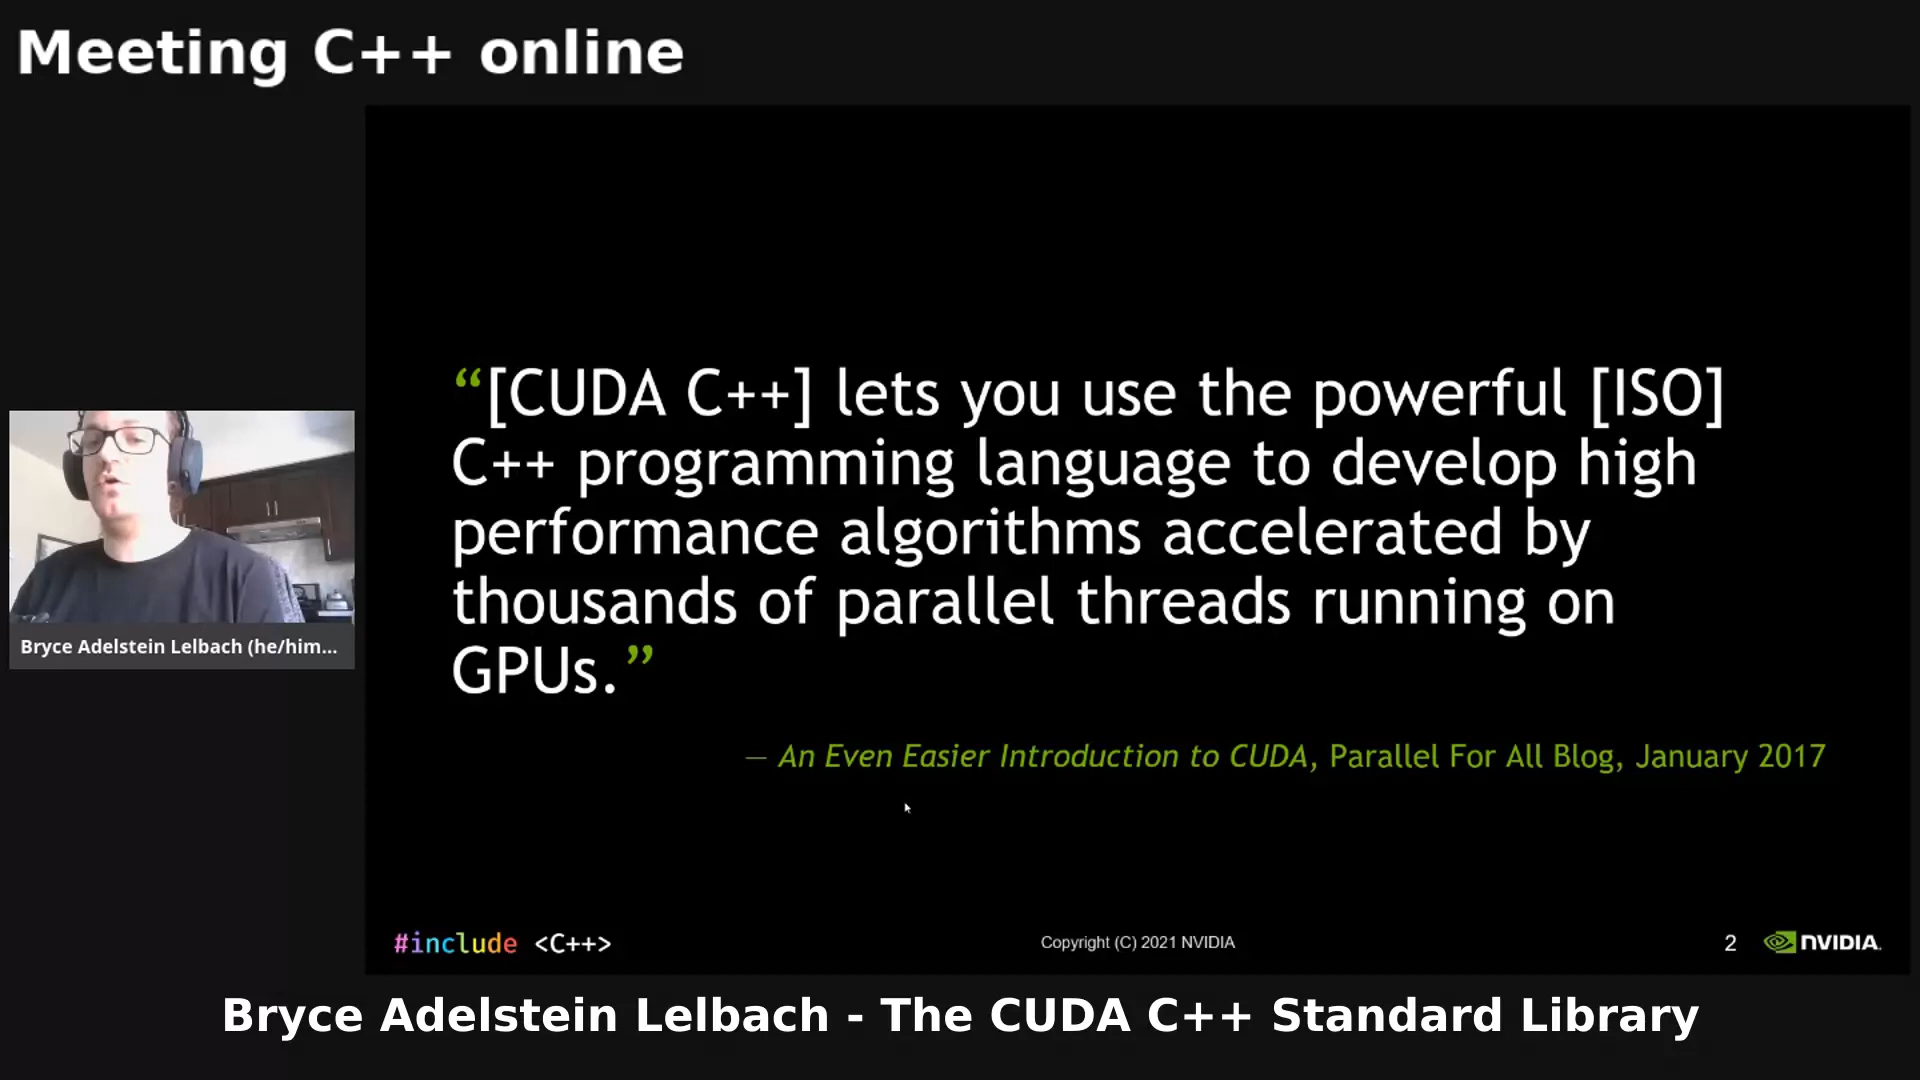 Meeting C++ online
“[CUDA C++] lets you use the powerful [ISO]
C++ programming language to develop high
performance algorithms accelerated by
thousands of parallel threads running on
GPUs.”
— An Even Easier Introduction to CUDA, Parallel For All Blog, January 2017
Bryce Adelstein Lelbach (he/him...
#include <C++>
Copyright (C) 2021 NVIDIA
2
NVIDIA.
Bryce Adelstein Lelbach - The CUDA C++ Standard Library